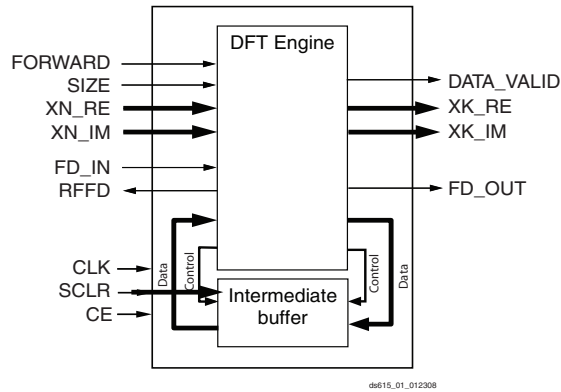 DFT Engine
FORWARD
SIZE
XN_RE
XN_IM
FD_IN
RFFD
DATA_VALID
XK_RE
XK_IM
FD_OUT
CLK
SCLR
CE
Data
Control
Intermediate
buffer
Control
Data
ds615_01_012308